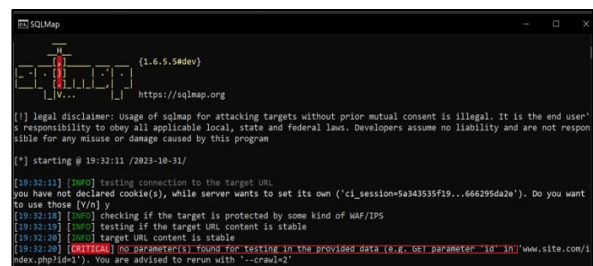 SQLMap
{1.6.5.5#dev}
https://sqlmap.org
[!] legal disclaimer: Usage of sqlmap for attacking targets without prior mutual consent is illegal. It is the end user'
s responsibility to obey all applicable local, state and federal laws. Developers assume no liability and are not respon
sible for any misuse or damage caused by this program
[*] starting @ 19:32:11 /2023-10-31/
[19:32:11] [INFO] testing connection to the target URL
you have not declared cookie(s), while server wants to set its own ('ci_session=5a343535f19...666295da2e'). Do you want
to use those [Y/n] y
[19:32:18] [INFO] checking if the target is protected by some kind of WAF/IPS
[19:32:19] [INFO] testing if the target URL content is stable
[19:32:20] [INFO] target URL content is stable
[19:32:20] [CRITICAL] no parameter(s) found for testing in the provided data (e.g. GET parameter 'id' in 'www.site.com/i
ndex.php?id=1'). You are advised to rerun with '--crawl=2'